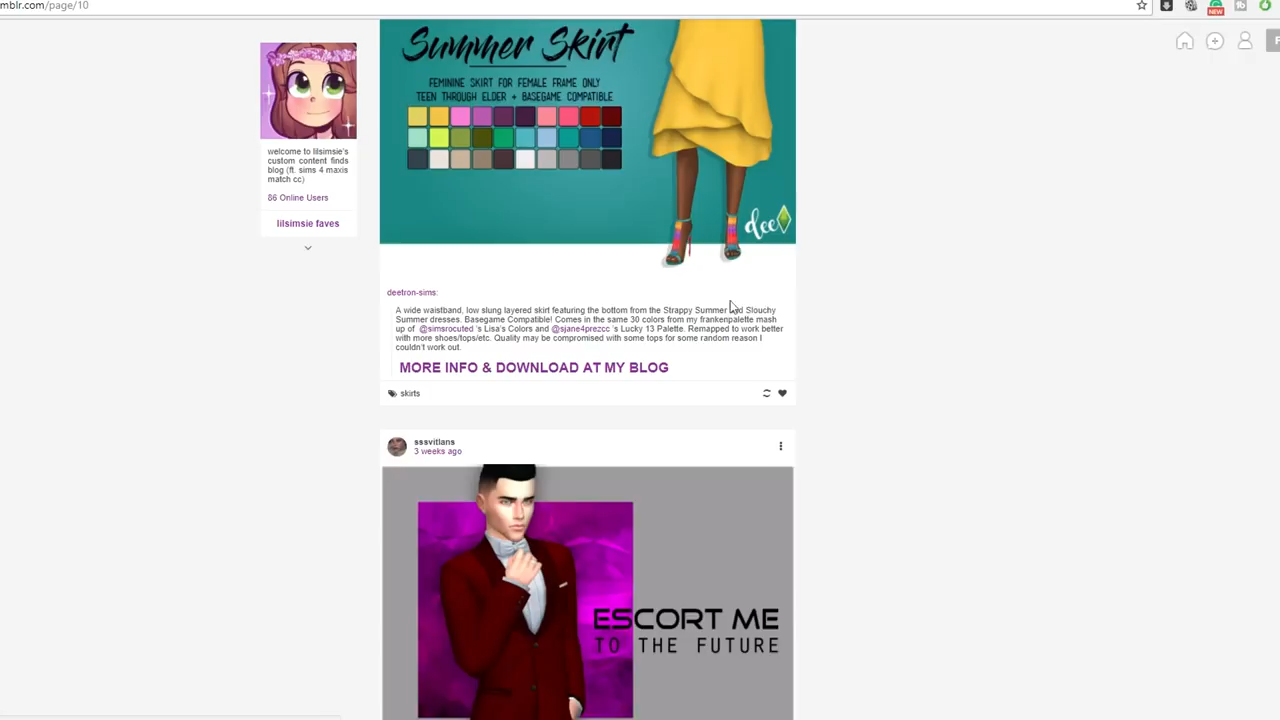 mblr.com/page/10
NEW
Summer Skirt
FEMININE SKIRT FOR FEMALE FRAME ONLY
TEEN THROUGH ELDER + BASEGAME COMPATIBLE
dee
welcome to lilsimsie's
custom content finds
blog (ft. sims 4 maxis
match cc)
86 Online Users
lilsimsie faves
deetron-sims:
A wide waistband, low slung layered skirt featuring the bottom from the Strappy Summer and Slouchy
Summer dresses. Basegame Compatible! Comes in the same 30 colors from my frankenpalette mash
up of @simsrocuted 's Lisa's Colors and @sjane4prezcc 's Lucky 13 Palette. Remapped to work better
with more shoes/tops/etc. Quality may be compromised with some tops for some random reason I
couldn't work out.
MORE INFO & DOWNLOAD AT MY BLOG
skirts
sssvitlans
3 weeks ago
ESCORT ME
TO THE FUTURE